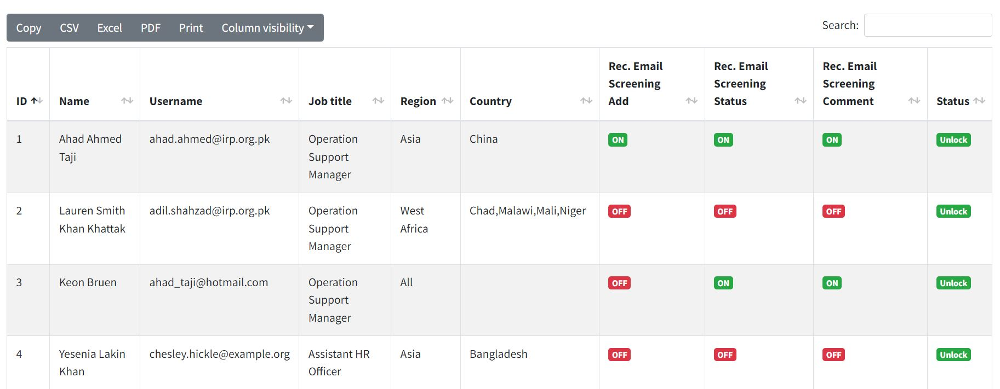 Copy CSV Excel PDF Print Column visibility
Search:
ID
Name
Username
Job title
Region
Country
Rec. Email
Screening
Add
Rec. Email
Screening
Status
Rec. Email
Screening
Comment
Status
1
Ahad Ahmed
Taji
ahad.ahmed@irp.org.pk
Operation
Support
Manager
Asia
China
ON
ON
ON
Unlock
2
Lauren Smith
Khan Khattak
adil.shahzad@irp.org.pk
Operation
Support
Manager
West
Africa
Chad,Malawi,Mali,Niger
OFF
OFF
OFF
Unlock
3
Keon Bruen
ahad_taji@hotmail.com
Operation
Support
Manager
All
OFF
ON
ON
Unlock
4
Yesenia Lakin
Khan
chesley.hickle@example.org
Assistant HR
Officer
Asia
Bangladesh
OFF
OFF
OFF
Unlock